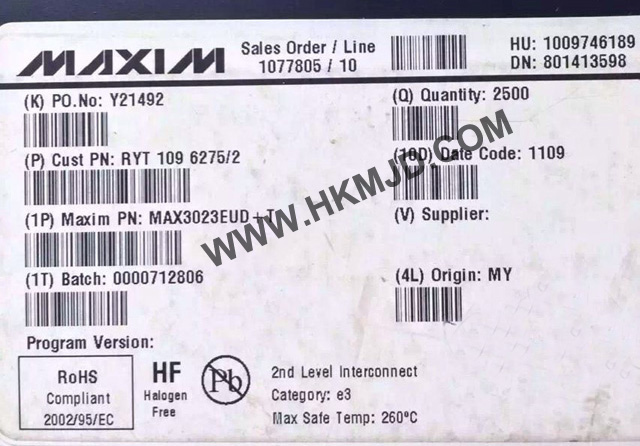 MAXIM
Sales Order / Line
1077805 / 10
HU: 1009746189
DN: 801413598
(K) PO.No: Y21492
(Q) Quantity: 2500
(P) Cust PN: RYT 109 6275/2
(10D) Date Code: 1109
(1P) Maxim PN: MAX3023EUD+T
(V) Supplier:
(1T) Batch: 0000712806
(4L) Origin: MY
Program Version:
RoHS
Compliant
2002/95/EC
HF
Halogen
Free
Pb
2nd Level Interconnect
Category: e3
Max Safe Temp: 260ºC
WWW.HKMJD.COM